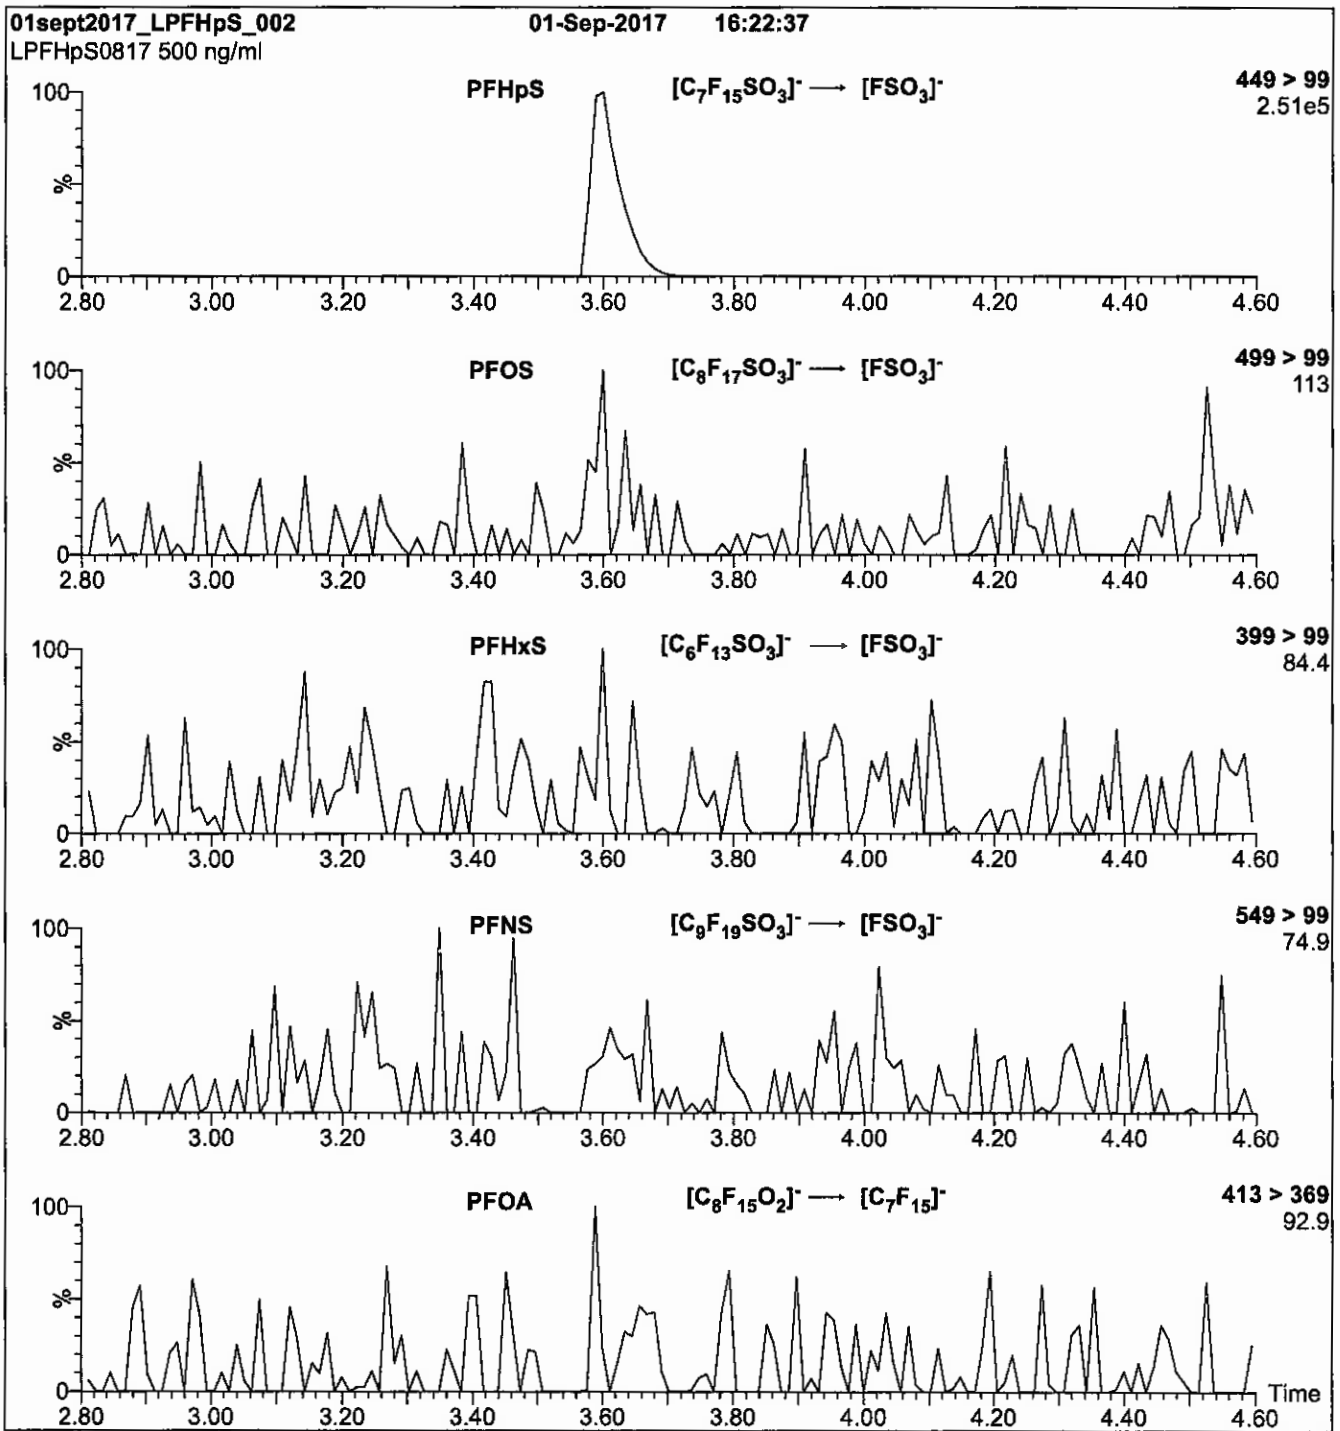 01sept2017_LPFHpS_002 01-Sep-2017 16:22:37
LPFHpS0817 500 ng/ml
PFHpS [C₇F₁₅SO₃]⁻ → [FSO₃]⁻ 449 > 99
2.51e5
100
%
0
2.80 3.00 3.20 3.40 3.60 3.80 4.00 4.20 4.40 4.60
PFOS [C₈F₁₇SO₃]⁻ → [FSO₃]⁻ 499 > 99
113
100
%
0
2.80 3.00 3.20 3.40 3.60 3.80 4.00 4.20 4.40 4.60
PFHxS [C₆F₁₃SO₃]⁻ → [FSO₃]⁻ 399 > 99
84.4
100
%
0
2.80 3.00 3.20 3.40 3.60 3.80 4.00 4.20 4.40 4.60
PFNS [C₉F₁₉SO₃]⁻ → [FSO₃]⁻ 549 > 99
74.9
100
%
0
2.80 3.00 3.20 3.40 3.60 3.80 4.00 4.20 4.40 4.60
PFOA [C₈F₁₅O₂]⁻ → [C₇F₁₅]⁻ 413 > 369
92.9
100
%
0
Time
2.80 3.00 3.20 3.40 3.60 3.80 4.00 4.20 4.40 4.60